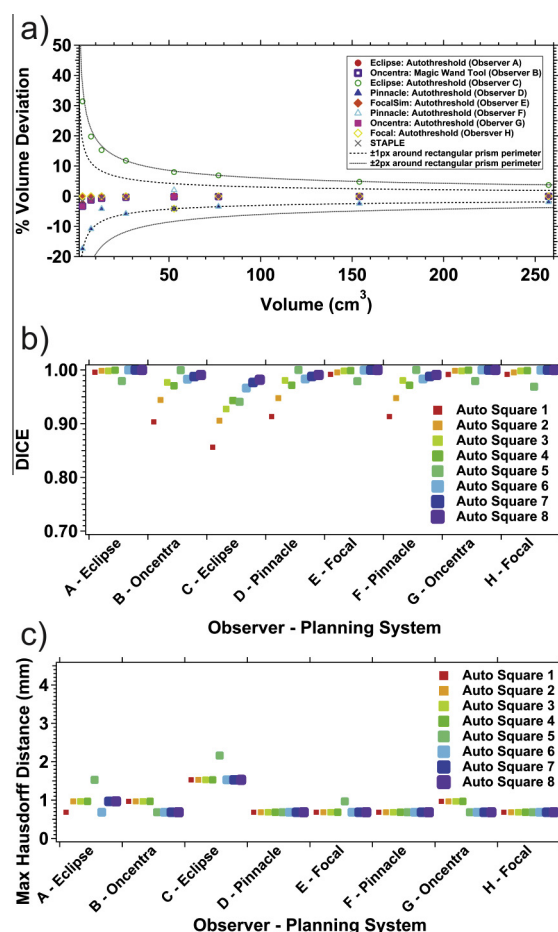 a)
50
40
30
20
10
0
-10
-20
% Volume Deviation
Eclipse: Autothreshold (Observer A)
Oncentra: Magic Wand Tool (Observer B)
Eclipse: Autothreshold (Observer C)
Pinnacle: Autothreshold (Observer D)
FocalSim: Autothreshold (Observer E)
Pinnacle: Autothreshold (Observer F)
Oncentra: Autothreshold (Oberver G)
Focal: Autothreshold (Obersver H)
STAPLE
±1px around rectangular prism perimeter
±2px around rectangular prism perimeter
0 50 100 150 200 250
Volume (cm3)
b)
1.00
0.90
0.80
0.70
DICE
Auto Square 1
Auto Square 2
Auto Square 3
Auto Square 4
Auto Square 5
Auto Square 6
Auto Square 7
Auto Square 8
A - Eclipse
B - Oncentra
C - Eclipse
D - Pinnacle
E - Focal
F - Pinnacle
G - Oncentra
H - Focal
Observer - Planning System
c)
4
3
2
1
0
Max Hausdorff Distance (mm)
Auto Square 1
Auto Square 2
Auto Square 3
Auto Square 4
Auto Square 5
Auto Square 6
Auto Square 7
Auto Square 8
A - Eclipse
B - Oncentra
C - Eclipse
D - Pinnacle
E - Focal
F - Pinnacle
G - Oncentra
H - Focal
Observer - Planning System